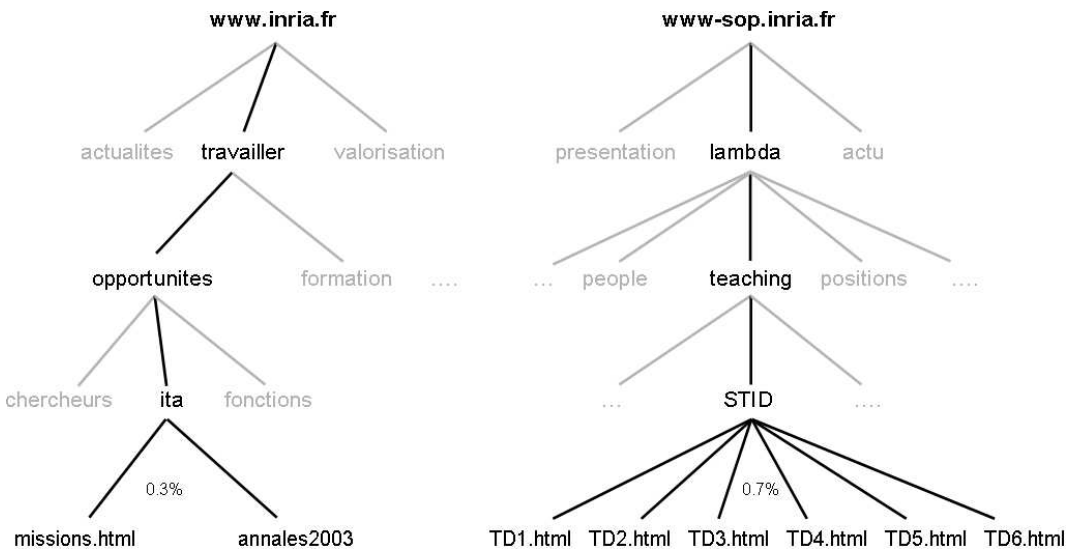 www.inria.fr www-sop.inria.fr
actualites travailler valorisation presentation lambda actu
opportunites formation .... ... people teaching positions ....
chercheurs ita fonctions ... STID ....
0.3% 0.7%
missions.html annales2003 TD1.html TD2.html TD3.html TD4.html TD5.html TD6.html